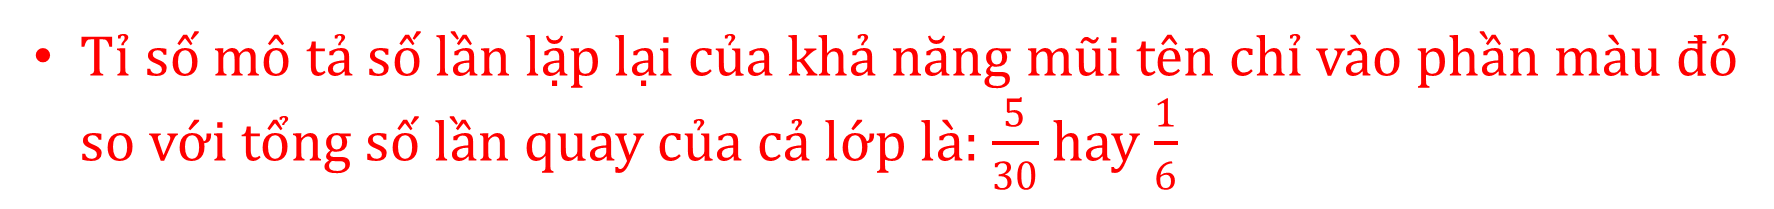 • Tỉ số mô tả số lần lặp lại của khả năng mũi tên chỉ vào phần màu đỏ
so với tổng số lần quay của cả lớp là: 5/30 hay 1/6